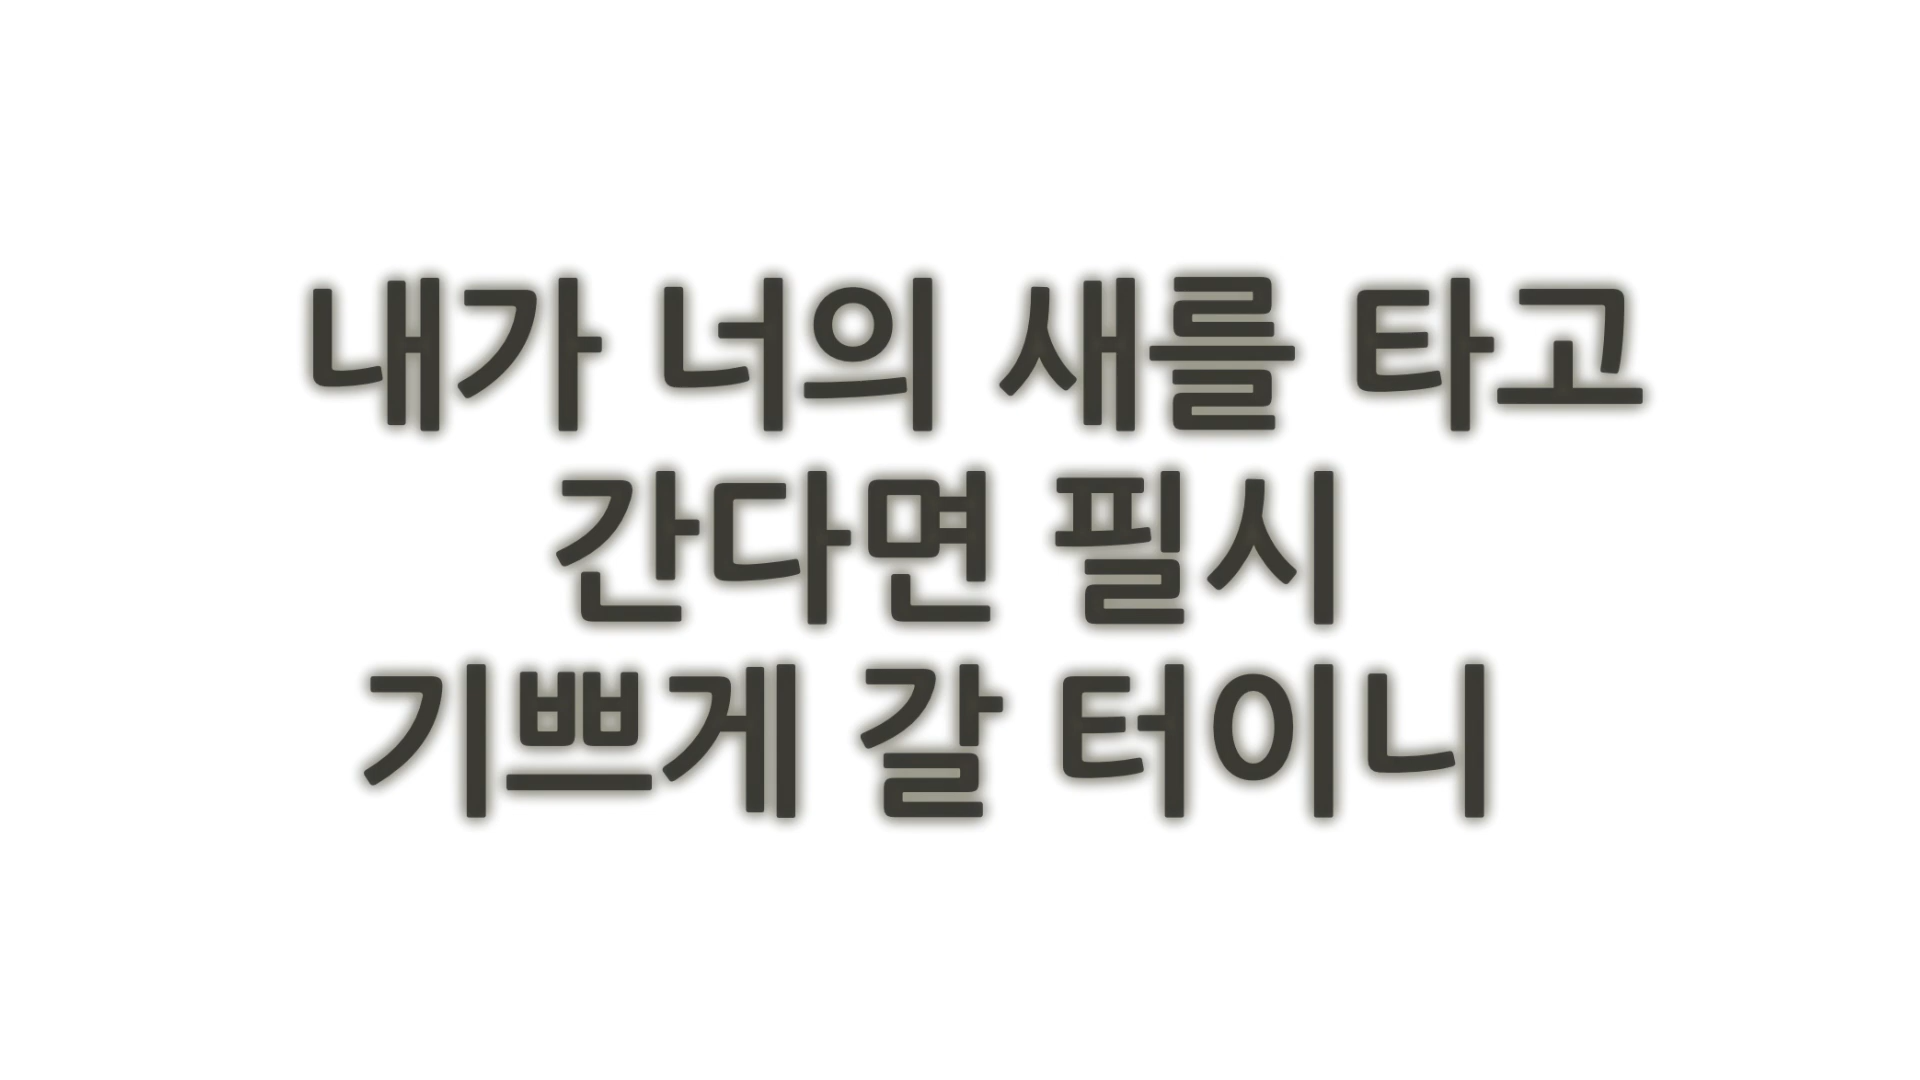 내가 너의 새를 타고
간다면 필시
기쁘게 갈 터이니